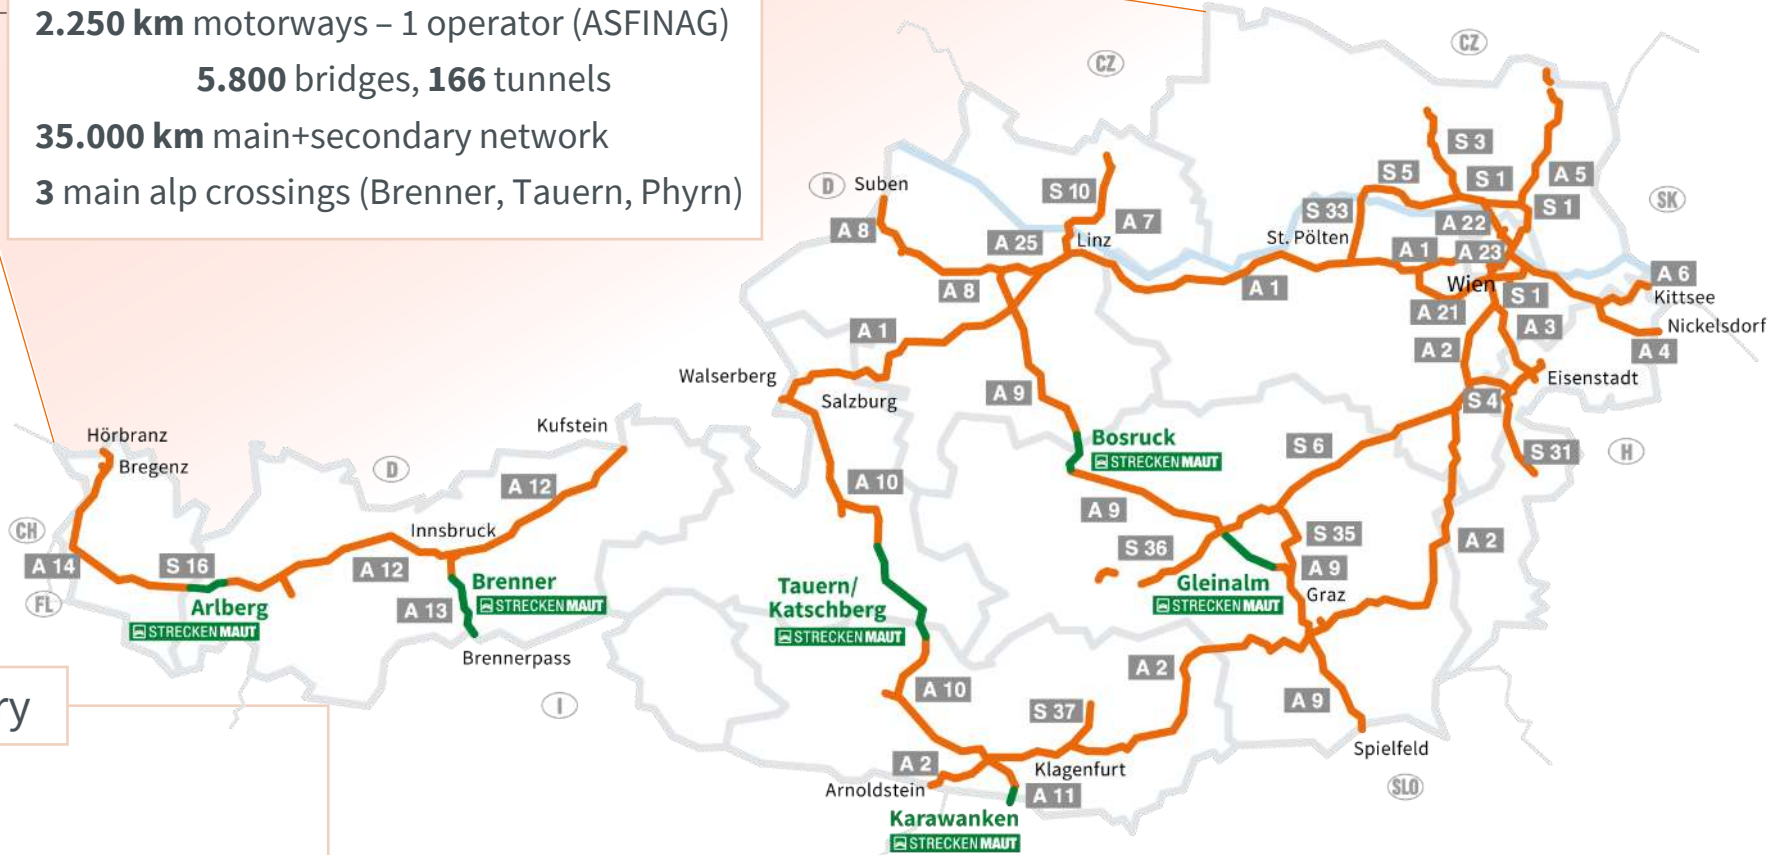 2.250 km motorways – 1 operator (ASFINAG)
5.800 bridges, 166 tunnels
35.000 km main+secondary network
3 main alp crossings (Brenner, Tauern, Phyrn)
CZ
CZ
S 3
S 5
S 1
A 5
D
Suben
S 10
S 33
S 1
SK
A 8
A 25
Linz
A 7
St. Pölten
A 22
A 1
A 23
A 8
A 1
Wien
S 1
A 6
Kittsee
A 21
A 3
Nickelsdorf
A 1
A 2
A 4
Walserberg
Salzburg
A 9
Eisenstadt
S 4
Hörbranz
Bregenz
Kufstein
D
Bosruck
STRECKENMAUT
S 6
S 31
H
A 12
A 10
A 9
CH
Innsbruck
S 36
S 35
A 2
A 14
S 16
A 12
FL
Arlberg
STRECKENMAUT
A 13
Brenner
STRECKENMAUT
Brennerpass
Tauern/
Katschberg
STRECKENMAUT
Gleinalm
STRECKENMAUT
A 9
Graz
ry
I
A 10
A 2
S 37
A 9
Spielfeld
A 2
Arnoldstein
Klagenfurt
A 11
SLO
Karawanken
STRECKENMAUT